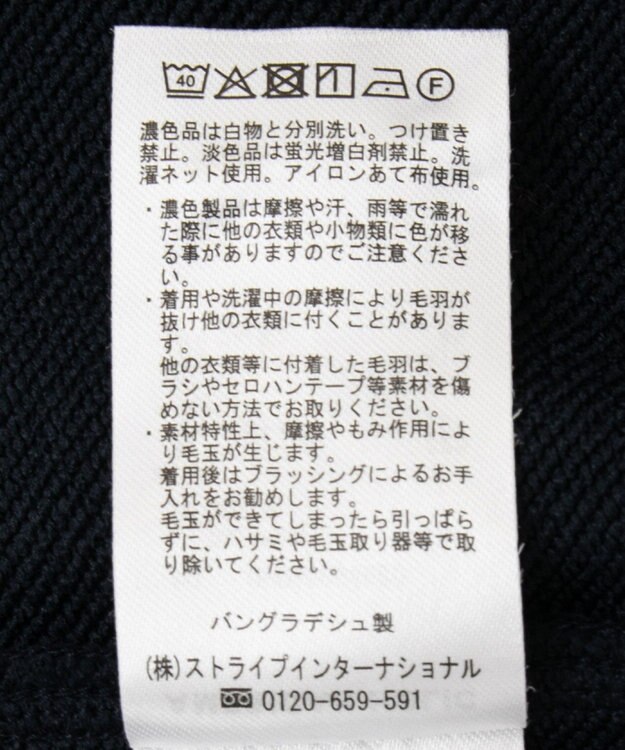 40 F
濃色品は白物と分別洗い。つけ置き
禁止。淡色品は蛍光増白剤禁止。洗
濯ネット使用。アイロンあて布使用。
・濃色製品は摩擦や汗、雨等で濡れ
た際に他の衣類や小物類に色が移
る事がありますのでご注意くださ
い。
・着用や洗濯中の摩擦により毛羽が
抜け他の衣類に付くことがありま
す。
他の衣類等に付着した毛羽は、ブ
ラシやセロハンテープ等素材を傷
めない方法でお取りください。
・素材特性上、摩擦やもみ作用によ
り毛玉が生じます。
着用後はブラッシングによるお手
入れをお勧めします。
毛玉ができてしまったら引っぱら
ずに、ハサミや毛玉取り器等で取
り除いてください。
バングラデシュ製
(株)ストライプインターナショナル
0120-659-591